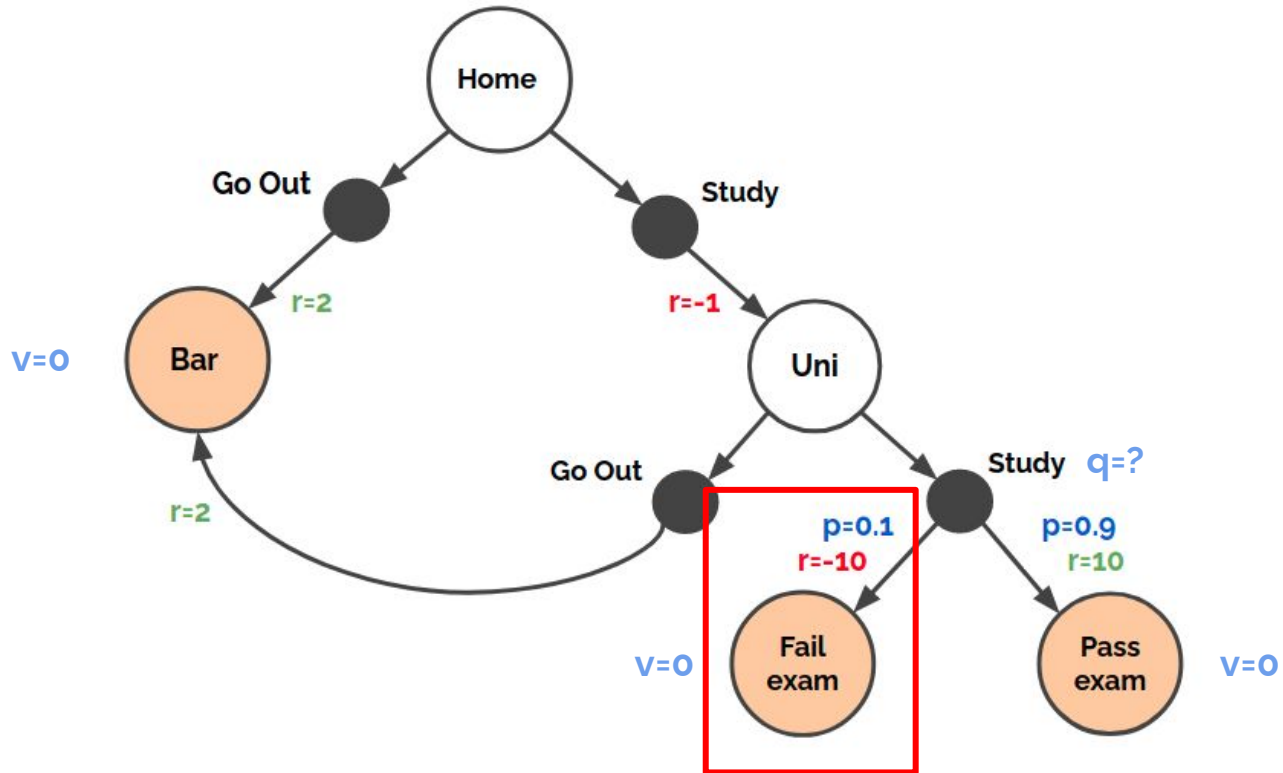 Home
Go Out
Study
r=2
r=-1
v=0
Bar
Uni
Go Out
Study q=?
r=2
p=0.1
p=0.9
r=-10
r=10
v=0
Fail
exam
Pass
exam
v=0